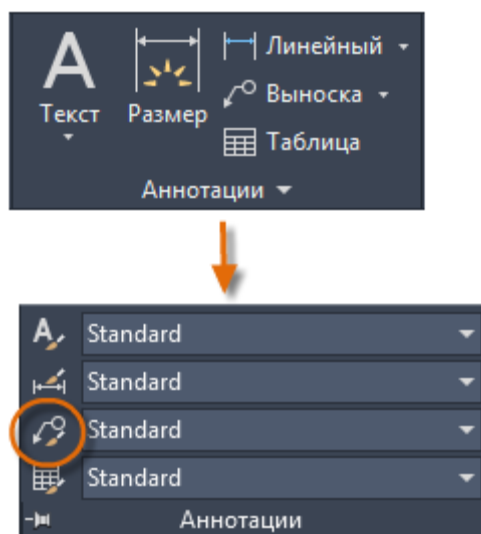 Линейный
Выноска
Текст Размер
Таблица
Аннотации
Standard
Standard
Standard
Standard
Аннотации